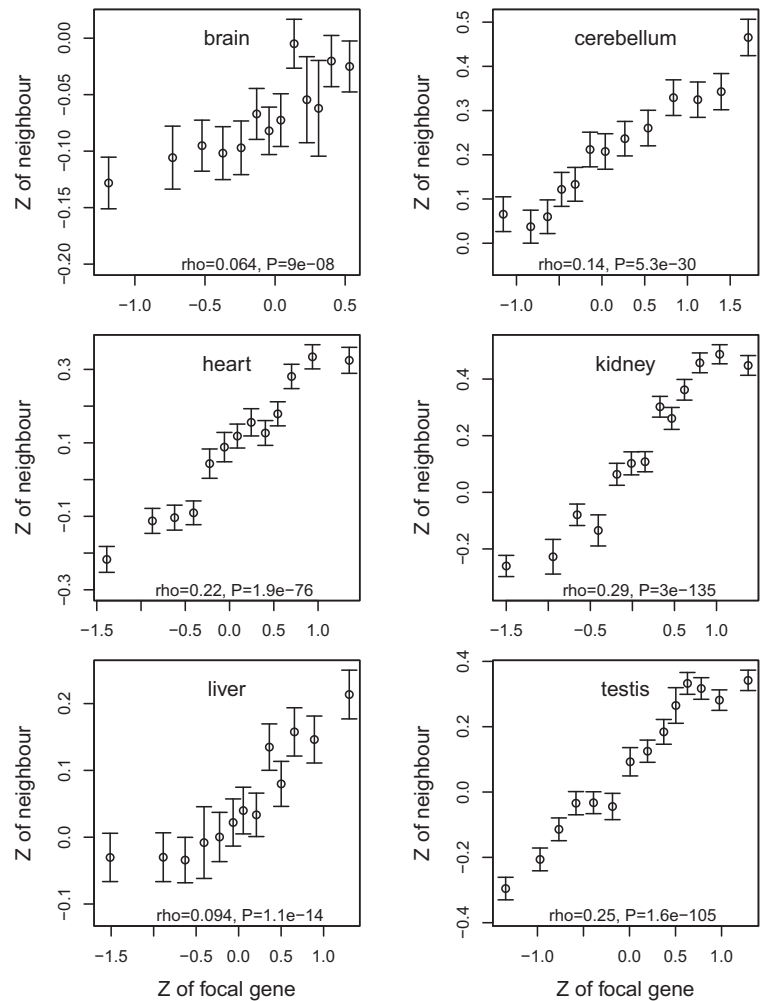 brain
Z of neighbour
0.00
−0.05
−0.10
−0.15
−0.20
rho=0.064, P=9e−08
−1.0 −0.5 0.0 0.5
cerebellum
Z of neighbour
0.5
0.4
0.3
0.2
0.1
0.0
rho=0.14, P=5.3e−30
−1.0 0.0 0.5 1.0 1.5
heart
Z of neighbour
0.3
0.1
−0.1
−0.3
rho=0.22, P=1.9e−76
−1.5 −0.5 0.0 0.5 1.0
kidney
Z of neighbour
0.4
0.2
0.0
−0.2
rho=0.29, P=3e−135
−1.5 −0.5 0.0 0.5 1.0
liver
Z of neighbour
0.2
0.1
0.0
−0.1
rho=0.094, P=1.1e−14
−1.5 −0.5 0.0 0.5 1.0
Z of focal gene
testis
Z of neighbour
0.4
0.2
0.0
−0.2
−0.4
rho=0.25, P=1.6e−105
−1.0 0.0 0.5 1.0
Z of focal gene